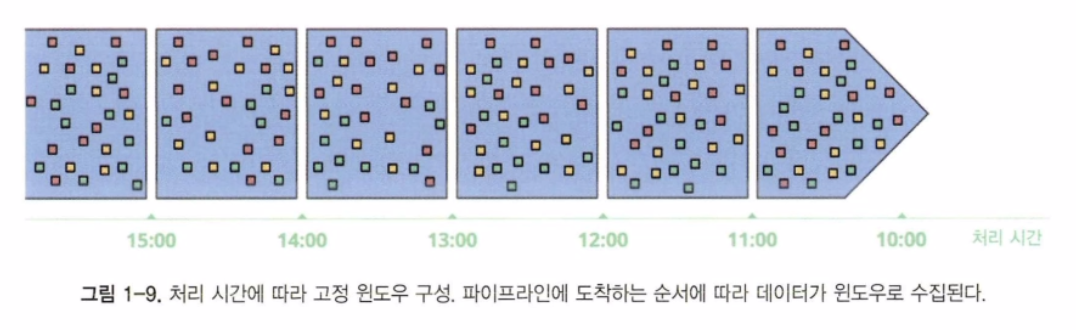 15:00 14:00 13:00 12:00 11:00 10:00 처리 시간
그림 1-9. 처리 시간에 따라 고정 윈도우 구성. 파이프라인에 도착하는 순서에 따라 데이터가 윈도우로 수집된다.